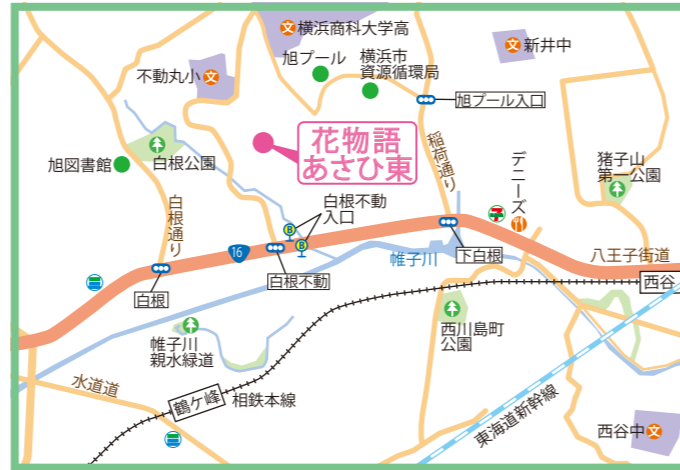 横浜商科大学高
新井中
旭プール
横浜市
資源循環局
不動丸小
旭プール入口
花物語
あさひ東
稲荷通り
デニーズ
猪子山
第一公園
白根公園
旭図書館
白根通り
白根不動
入口
B
B
16
7
帷子川
下白根
八王子街道
白根不動
白根
西谷
帷子川
親水緑道
西川島町
公園
水道道
鶴ケ峰
相鉄本線
東海道新幹線
西谷中
文
文
文
文